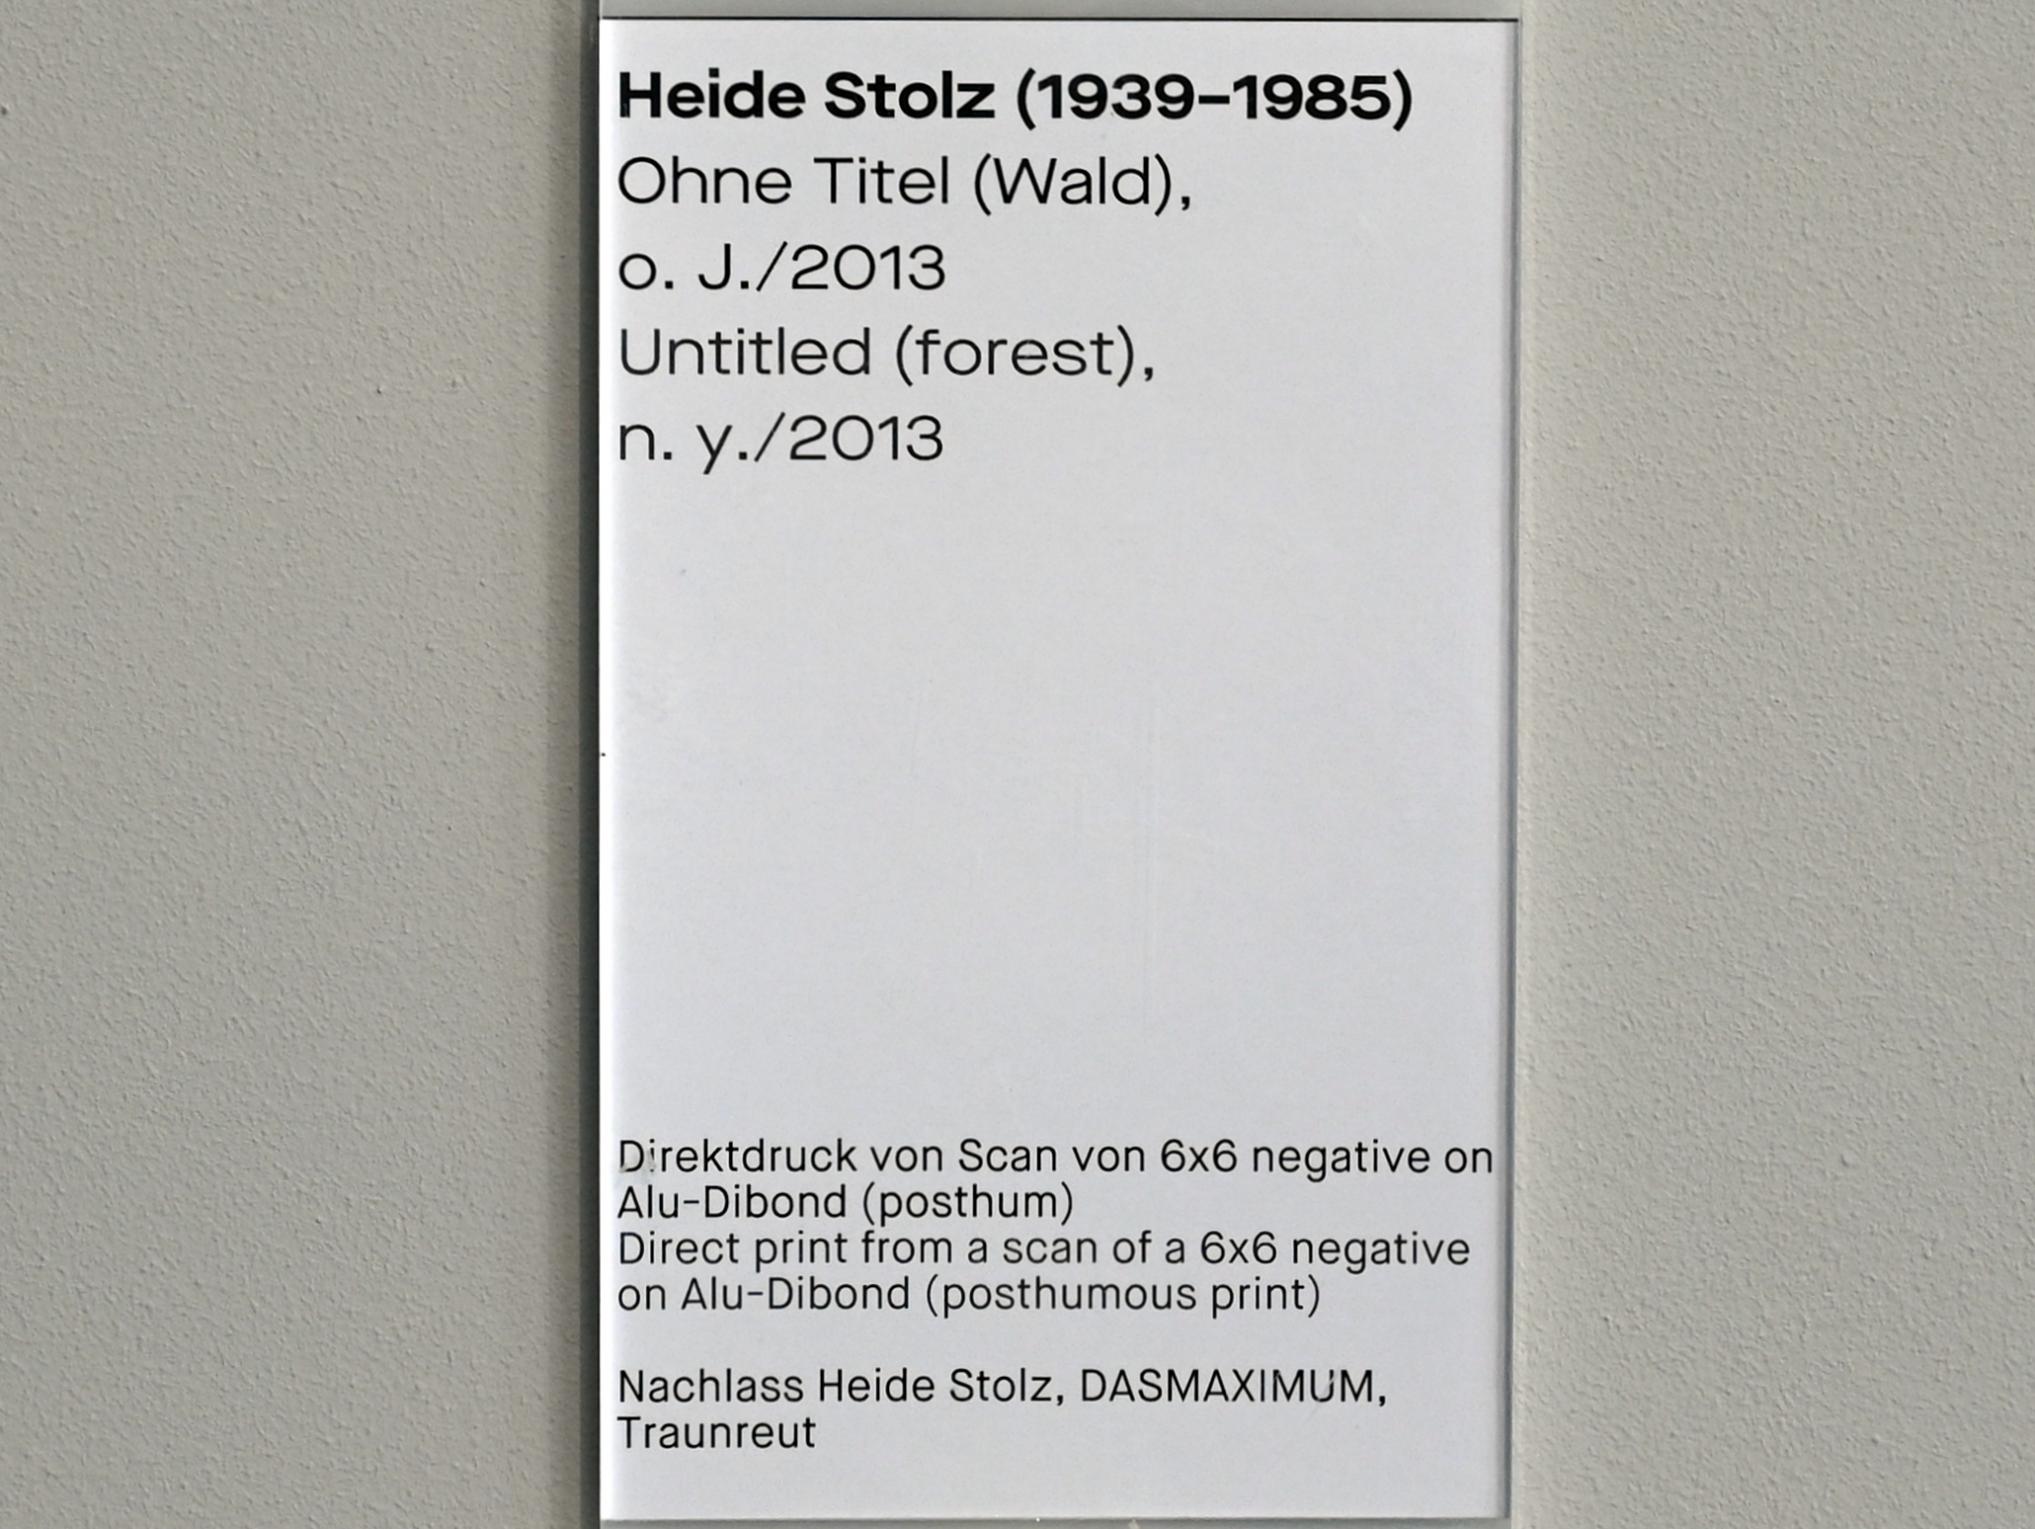 Heide Stolz (1939–1985)
Ohne Titel (Wald),
o. J./2013
Untitled (forest),
n. y./2013
Direktdruck von Scan von 6x6 negative on
Alu-Dibond (posthum)
Direct print from a scan of a 6x6 negative
on Alu-Dibond (posthumous print)
Nachlass Heide Stolz, DASMAXIMUM,
Traunreut